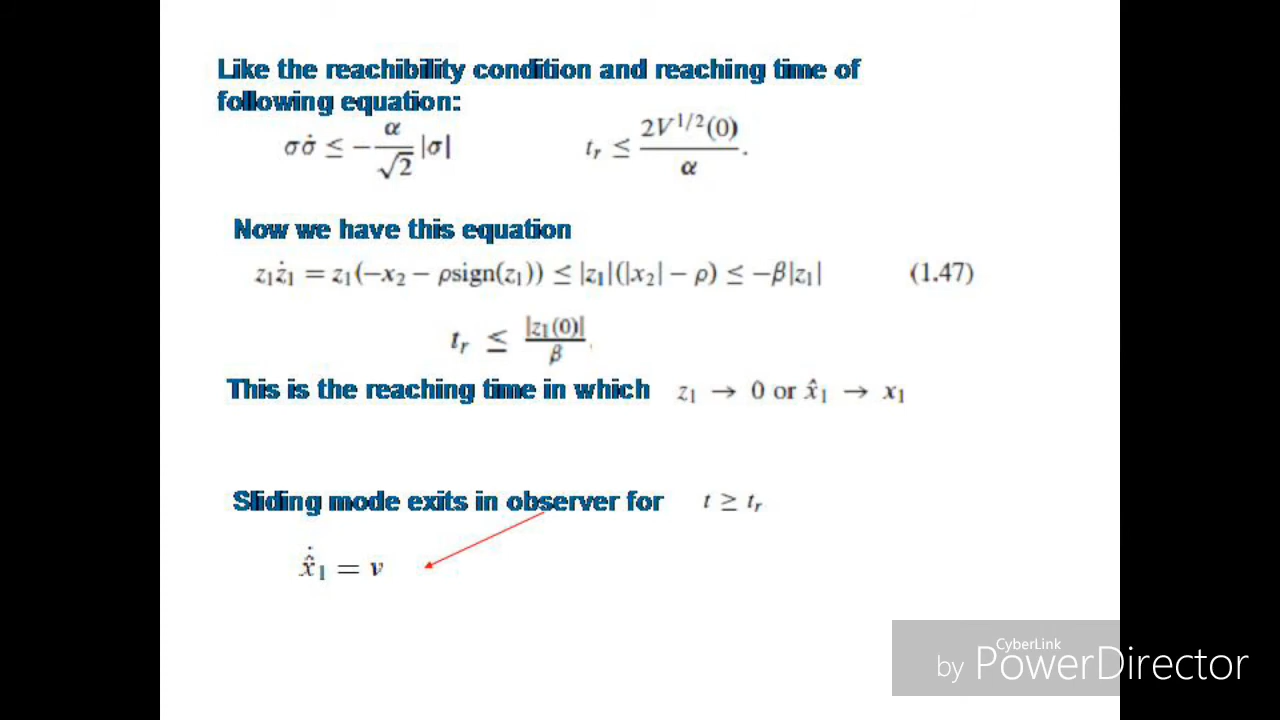 Like the reachibility condition and reaching time of
following equation:
σσ̇ ≤ −α/√2 |σ|    t_r ≤ 2V^{1/2}(0)/α.
Now we have this equation
z₁ż₁ = z₁(−x₂ − ρsign(z₁)) ≤ |z₁|(|x₂| − ρ) ≤ −β|z₁|    (1.47)
t_r ≤ |z₁(0)|/β.
This is the reaching time in which z₁ → 0 or x̂₁ → x₁
Sliding mode exits in observer for t ≥ t_r
x̂̇₁ = v
CyberLink
by PowerDirector